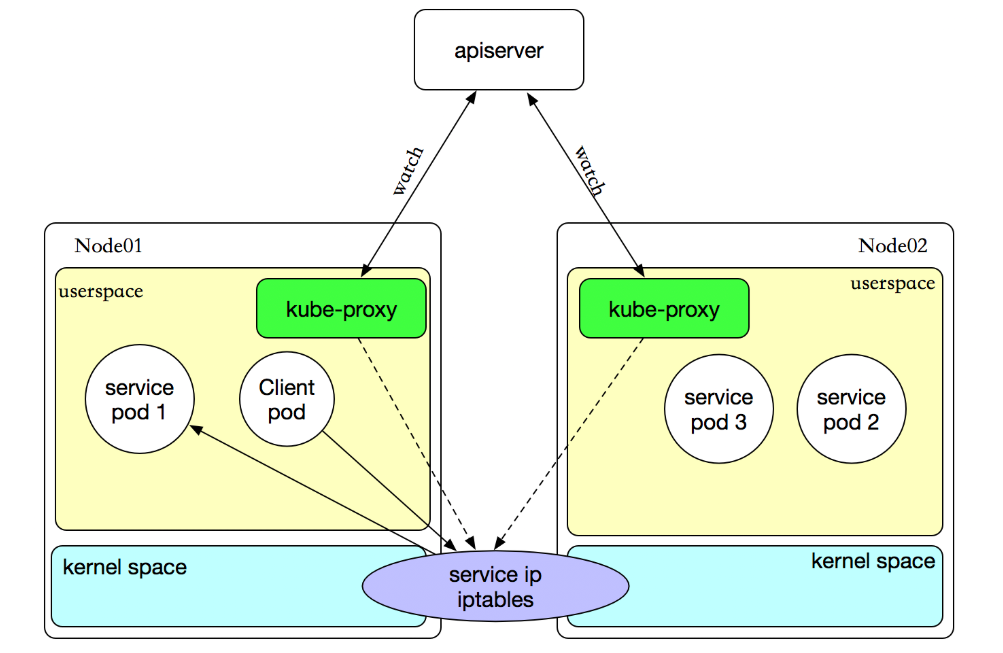 apiserver
watch
watch
Node01
Node02
userspace
userspace
kube-proxy
kube-proxy
service
pod 1
Client
pod
service
pod 3
service
pod 2
kernel space
kernel space
service ip
iptables